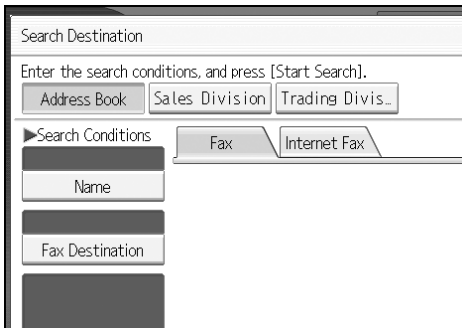 Search Destination
Enter the search conditions, and press [Start Search].
Address Book Sales Division Trading Divis...
▶Search Conditions Fax Internet Fax
Name
Fax Destination